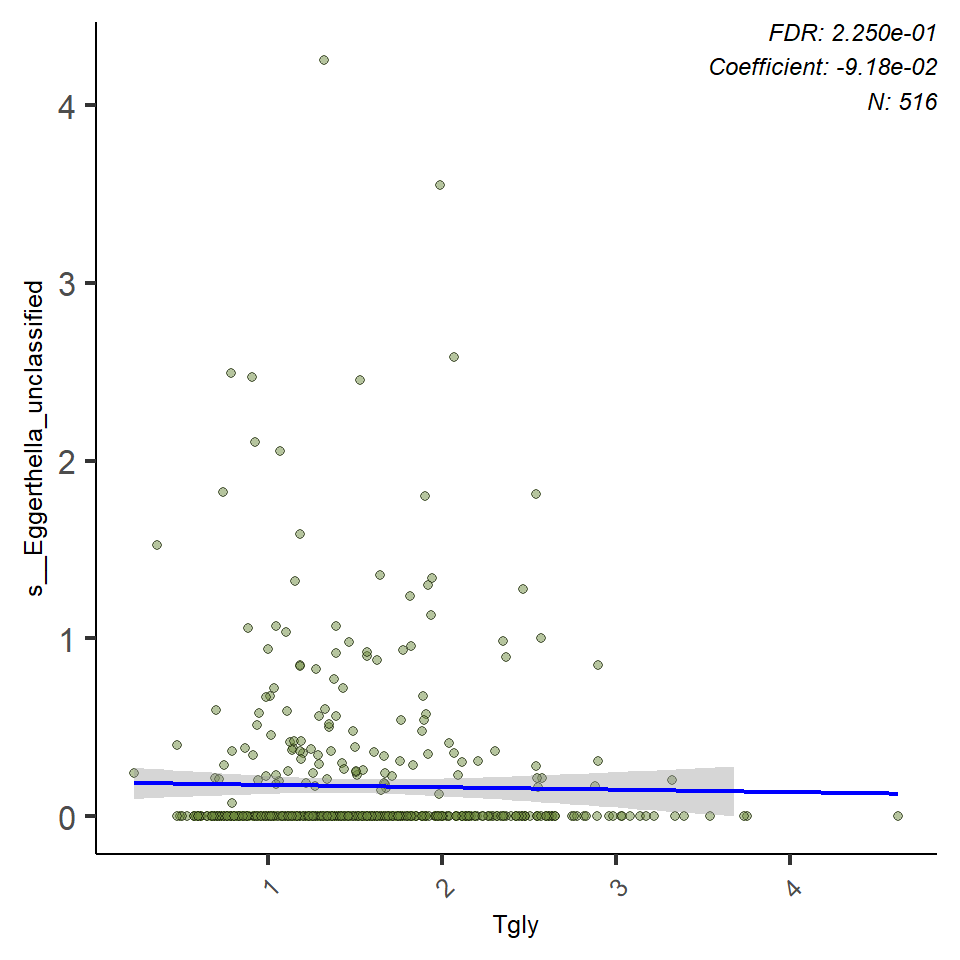 FDR: 2.250e-01
Coefficient: -9.18e-02
N: 516
s__Eggerthella_unclassified
4
3
2
1
0
1
2
3
4
Tgly